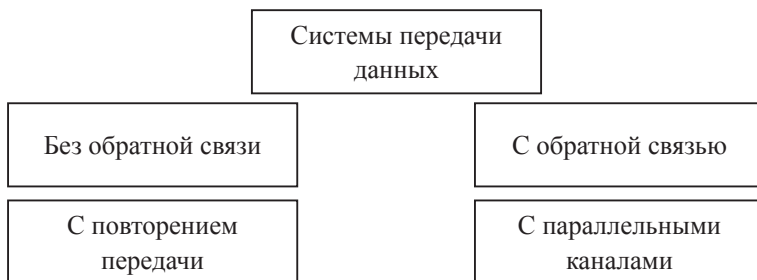 Системы передачи
данных
Без обратной связи
С обратной связью
С повторением
передачи
С параллельными
каналами